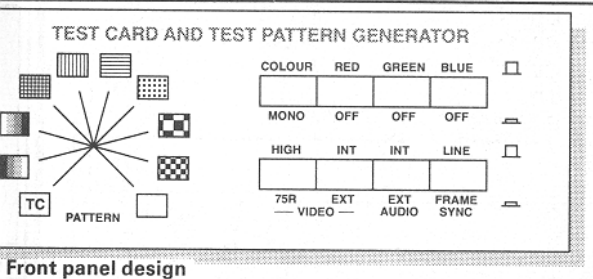 TEST CARD AND TEST PATTERN GENERATOR
COLOUR RED GREEN BLUE
MONO OFF OFF OFF
HIGH INT INT LINE
75R EXT EXT FRAME
VIDEO AUDIO SYNC
TC
PATTERN
Front panel design